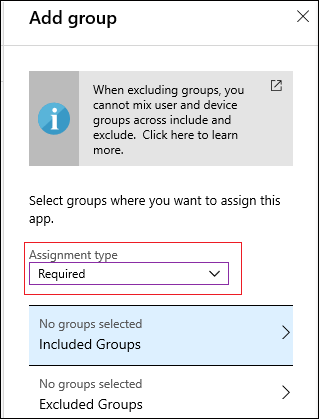 Add group
When excluding groups, you
cannot mix user and device
groups across include and
exclude. Click here to learn
more.
Select groups where you want to assign this
app.
Assignment type
Required
No groups selected
Included Groups
No groups selected
Excluded Groups